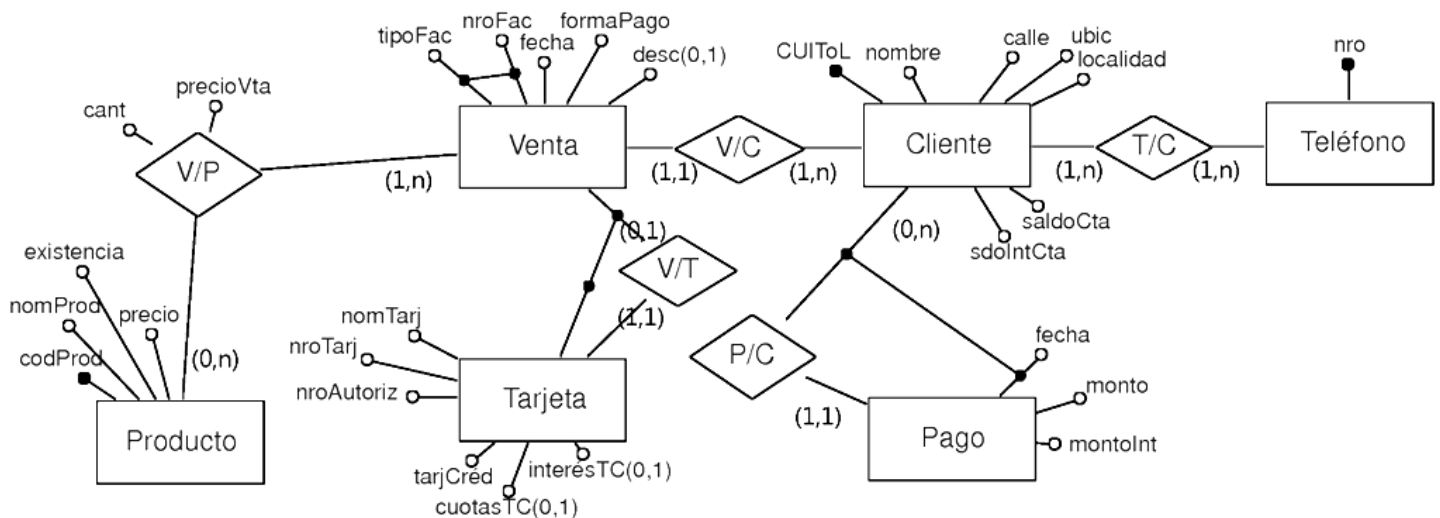 nroFac
formaPago
tipoFac
fecha
desc(0,1)
CUIToL
nombre
calle
ubic
localidad
nro
cant
precioVta
V/P
(1,n)
Venta
(1,1)
V/C
(1,n)
Cliente
(1,n)
T/C
(1,n)
Teléfono
(0,1)
V/T
(1,1)
(0,n)
saldoCta
sdoIntCta
existencia
nomProd
precio
codProd
(0,n)
Producto
nomTarj
nroTarj
nroAutoriz
Tarjeta
tarjCréd
cuotasTC(0,1)
interésTC(0,1)
P/C
(1,1)
fecha
monto
montoInt
Pago